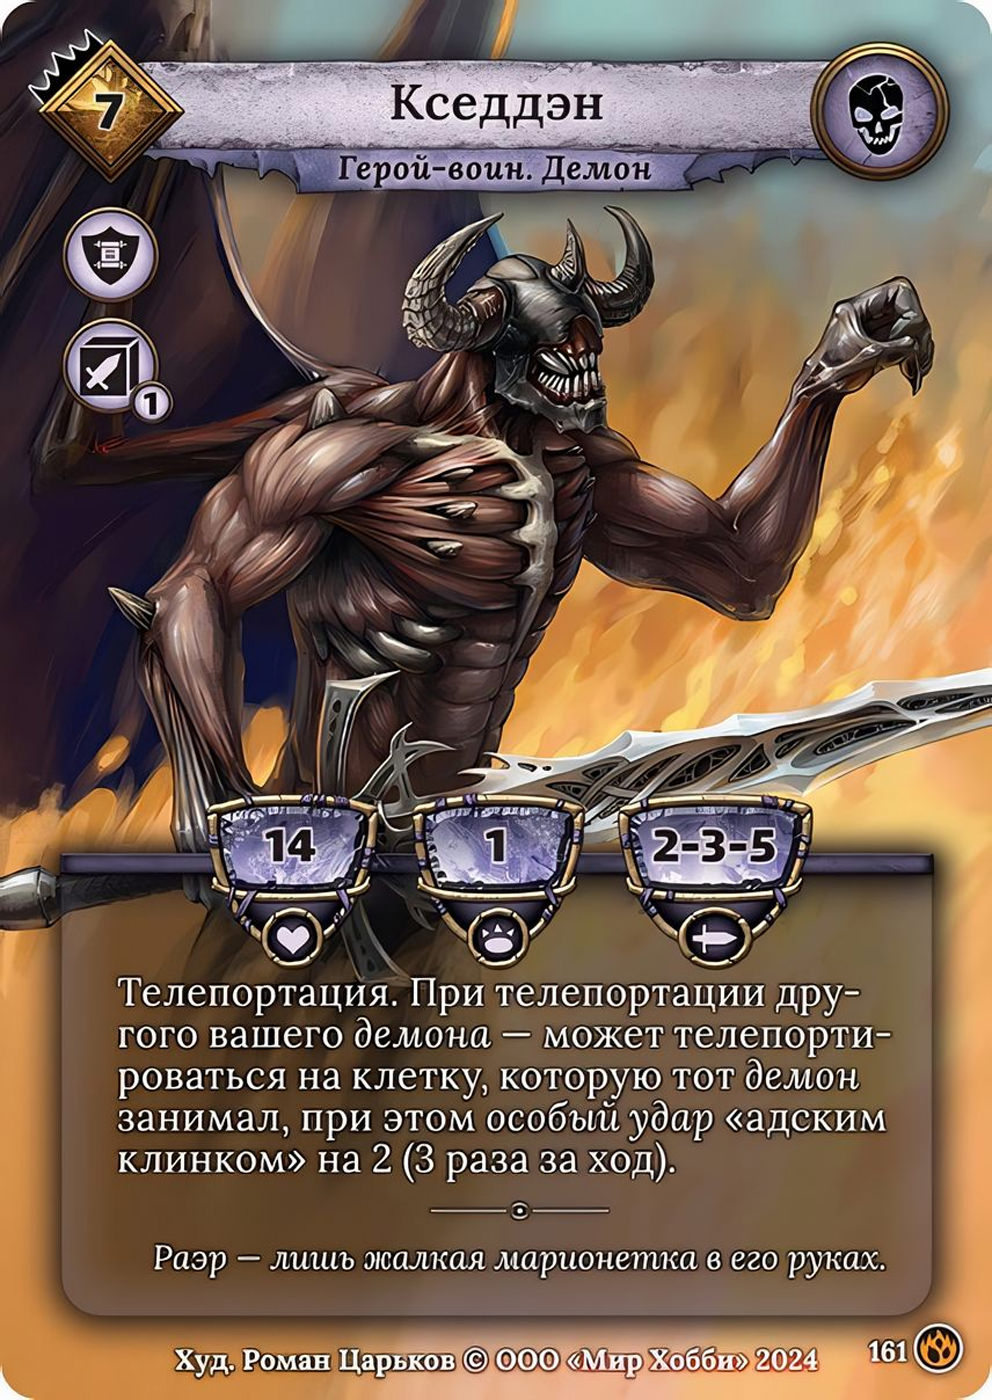 7
Кседдэн
Герой-воин. Демон
1
14 1 2-3-5
Телепортация. При телепортации дру-
гого вашего демона — может телепорти-
роваться на клетку, которую тот демон
занимал, при этом особый удар «адским
клинком» на 2 (3 раза за ход).
Раэр — лишь жалкая марионетка в его руках.
Худ. Роман Царьков © ООО «Мир Хобби» 2024
161